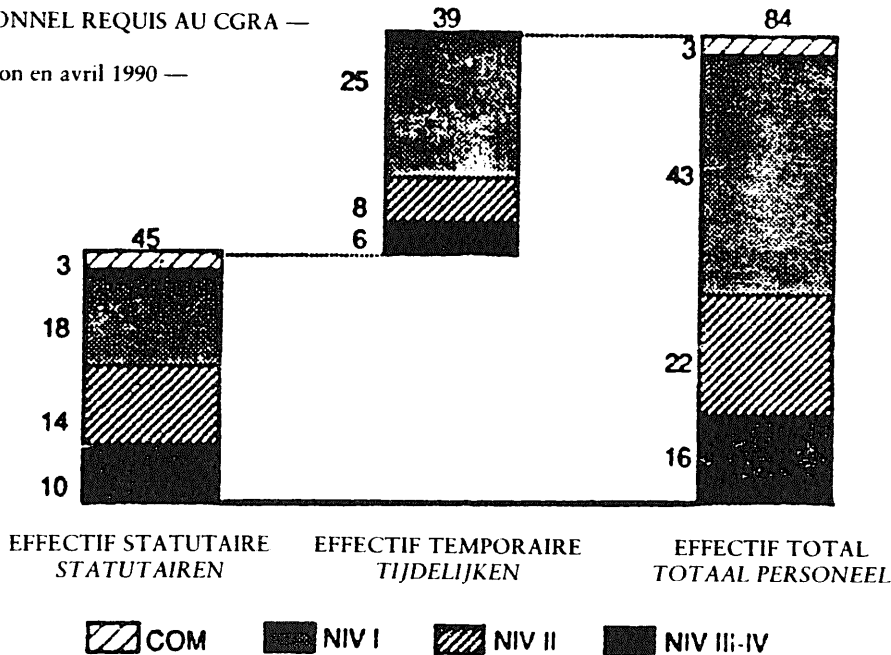 ONNEL REQUIS AU CGRA —
on en avril 1990 —
39
25
8
6
84
3
43
22
16
45
3
18
14
10
EFFECTIF STATUTAIRE
STATUTAIREN
EFFECTIF TEMPORAIRE
TIJDELIJKEN
EFFECTIF TOTAL
TOTAAL PERSONEEL
COM NIV I NIV II NIV III-IV